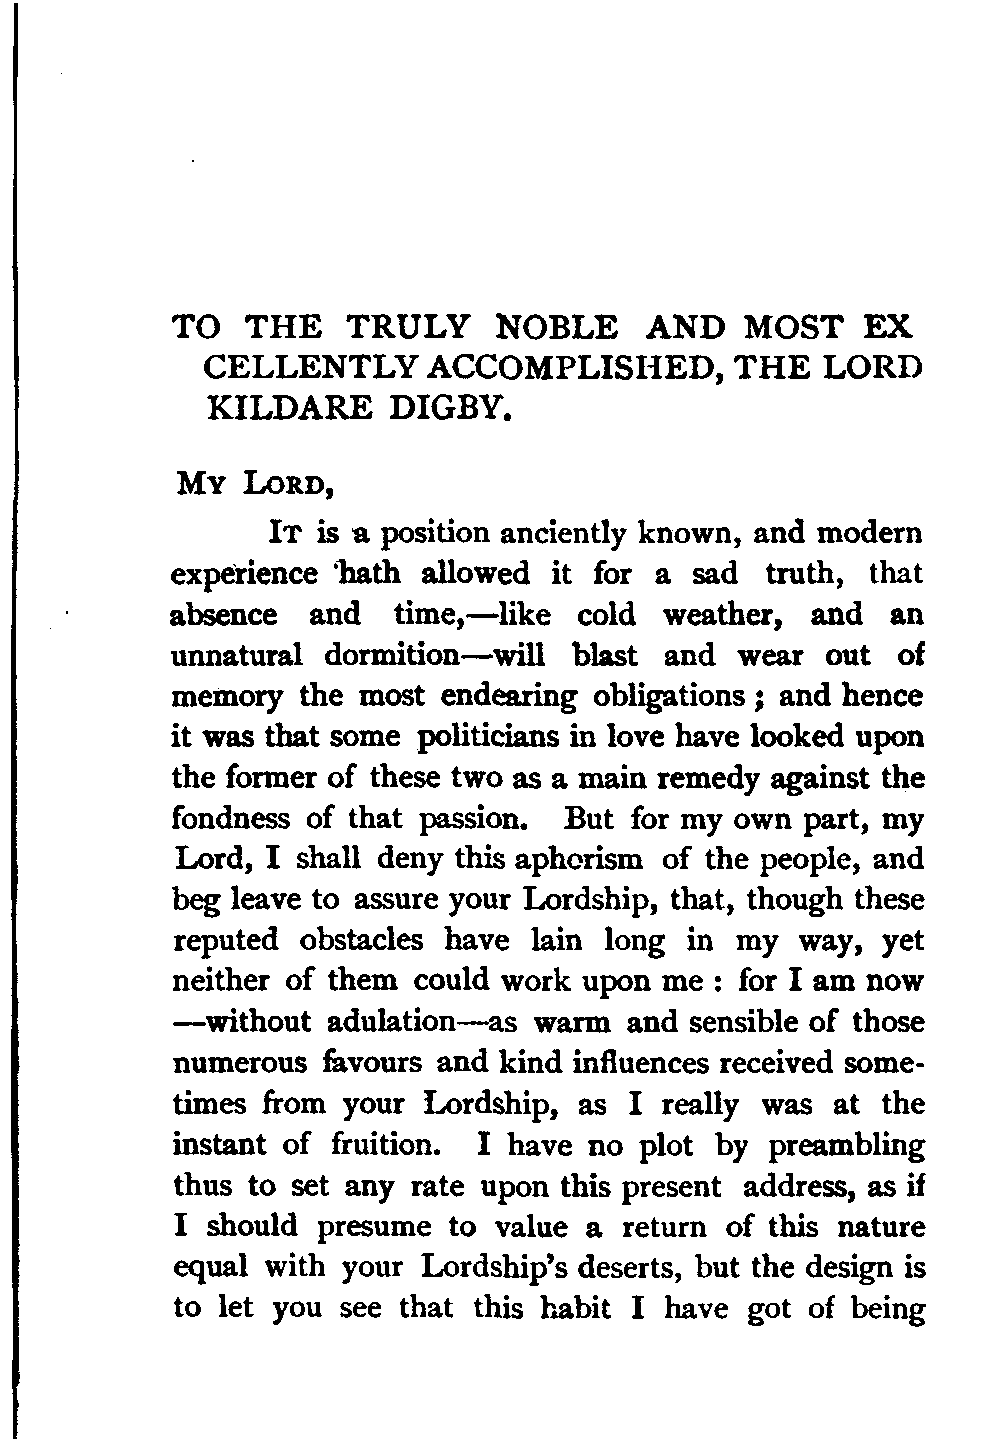 TO THE TRULY NOBLE AND MOST EX
CELLENTLY ACCOMPLISHED, THE LORD
KILDARE DIGBY.
MY LORD,
IT is a position anciently known, and modern
experience hath allowed it for a sad truth, that
absence and time,—like cold weather, and an
unnatural dormition—will blast and wear out of
memory the most endearing obligations ; and hence
it was that some politicians in love have looked upon
the former of these two as a main remedy against the
fondness of that passion. But for my own part, my
Lord, I shall deny this aphorism of the people, and
beg leave to assure your Lordship, that, though these
reputed obstacles have lain long in my way, yet
neither of them could work upon me : for I am now
—without adulation—as warm and sensible of those
numerous favours and kind influences received some-
times from your Lordship, as I really was at the
instant of fruition. I have no plot by preambling
thus to set any rate upon this present address, as if
I should presume to value a return of this nature
equal with your Lordship's deserts, but the design is
to let you see that this habit I have got of being